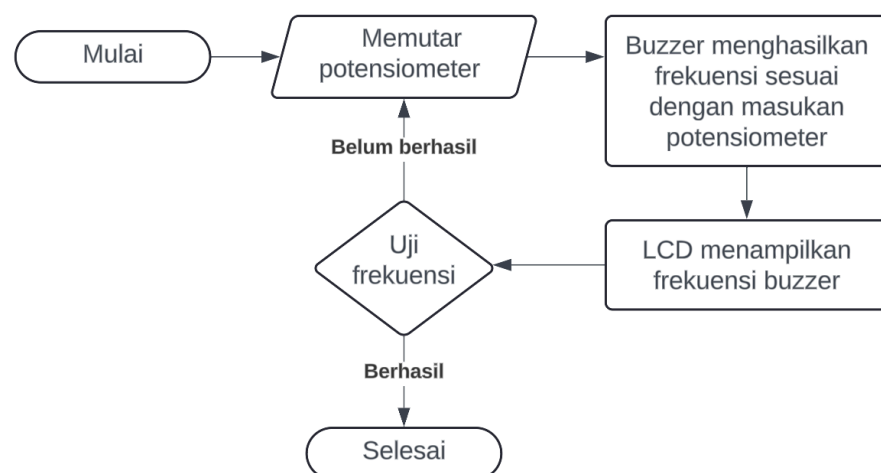 Mulai
Memutar
potensiometer
Buzzer menghasilkan
frekuensi sesuai
dengan masukan
potensiometer
LCD menampilkan
frekuensi buzzer
Uji
frekuensi
Belum berhasil
Berhasil
Selesai